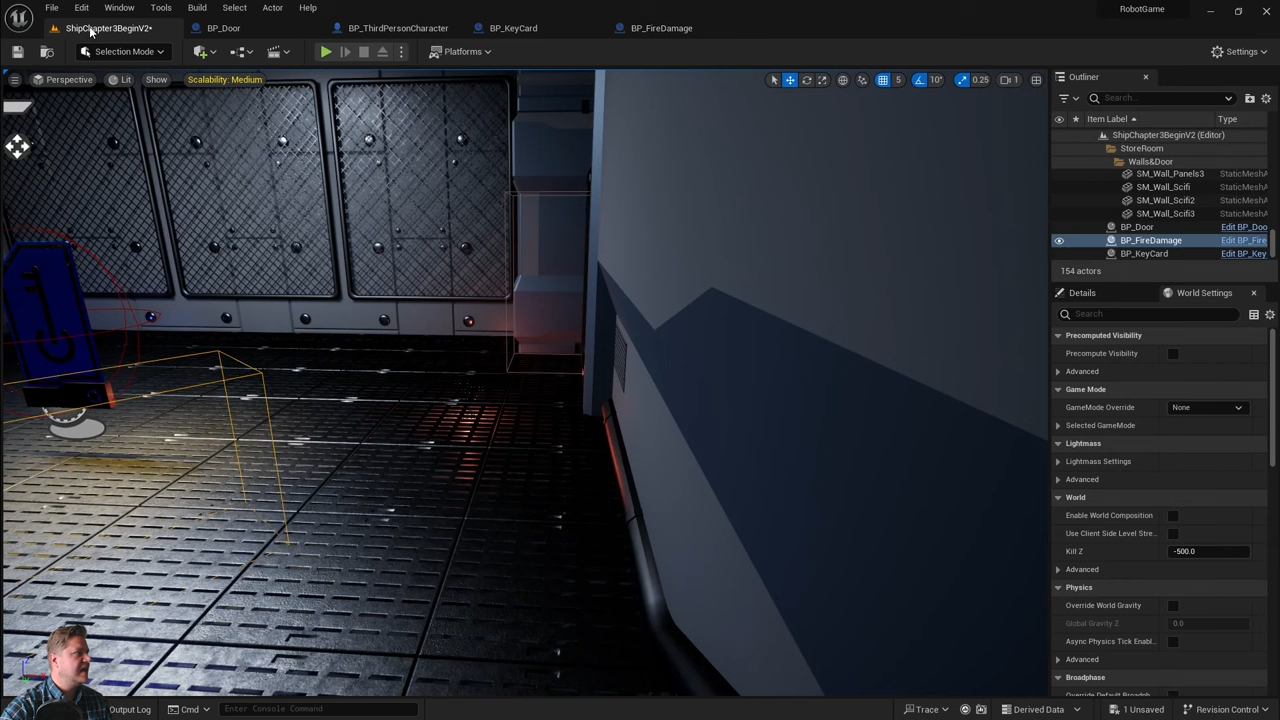 File Edit Window Tools Build Select Actor Help
RobotGame
ShipChapter3BeginV2* BP_Door BP_ThirdPersonCharacter BP_KeyCard BP_FireDamage
Selection Mode Platforms Settings
Perspective Lit Show Scalability: Medium 5 10° 0.25 1
Outliner
Search...
Item Label Type
ShipChapter3BeginV2 (Editor)
StoreRoom
Walls&Door
SM_Wall_Panels3 StaticMeshA
SM_Wall_Scifi StaticMeshA
SM_Wall_Scifi2 StaticMeshA
SM_Wall_Scifi3 StaticMeshA
BP_Door Edit BP_Doo
BP_FireDamage Edit BP_Fire
BP_KeyCard Edit BP_Key
154 actors
Details World Settings
Search
Precomputed Visibility
Precompute Visibility
Advanced
Game Mode
GameMode Override None
Selected GameMode
Lightmass
Lightmass Settings
Advanced
World
Enable World Composition
Use Client Side Level Stre...
Kill Z -500.0
Advanced
Physics
Override World Gravity
Global Gravity Z 0.0
Async Physics Tick Enabl...
Advanced
Broadphase
Override Default Broadph...
Output Log Cmd Enter Console Command Trace Derived Data 1 Unsaved Revision Control